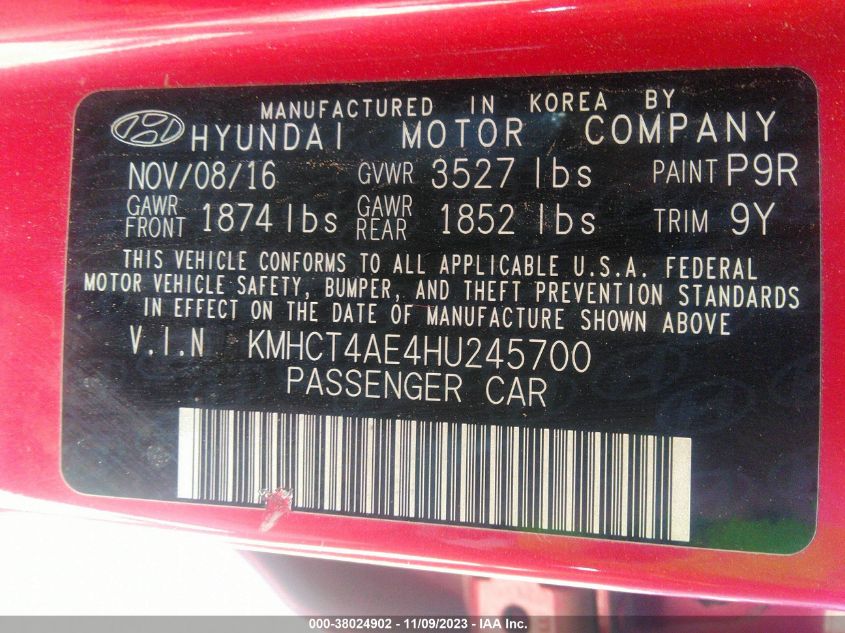 MANUFACTURED IN KOREA BY
HYUNDAI MOTOR COMPANY
NOV/08/16 GVWR 3527 lbs PAINT P9R
GAWR FRONT 1874 lbs GAWR REAR 1852 lbs TRIM 9Y
THIS VEHICLE CONFORMS TO ALL APPLICABLE U.S.A. FEDERAL
MOTOR VEHICLE SAFETY, BUMPER, AND THEFT PREVENTION STANDARDS
IN EFFECT ON THE DATE OF MANUFACTURE SHOWN ABOVE
V.I.N KMHCT4AE4HU245700
PASSENGER CAR
000-38024902 - 11/09/2023 - IAA Inc.